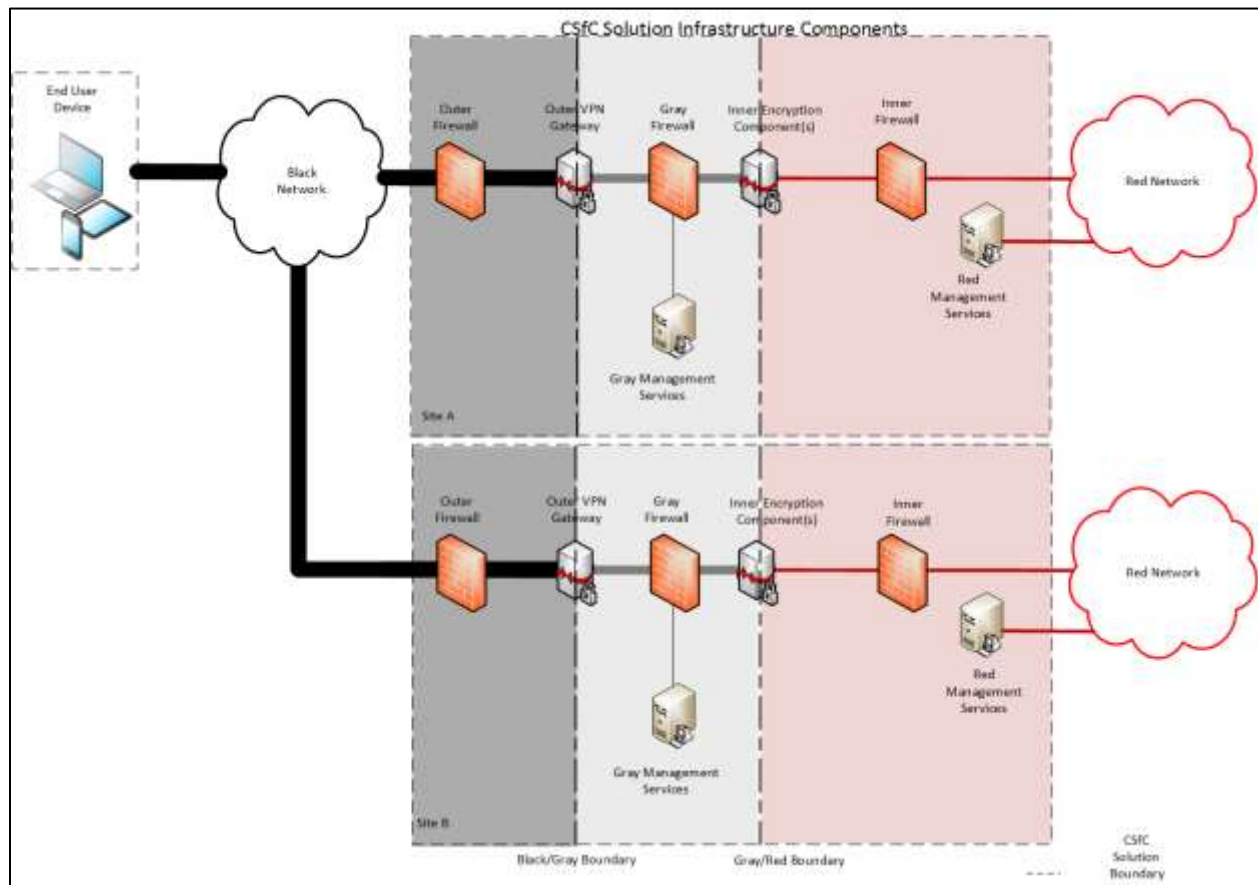 CSfC Solution Infrastructure Components
End User
Device
Black
Network
Outer
Firewall
Outer VPN
Gateway
Gray
Firewall
Inner Encryption
Component(s)
Inner
Firewall
Red Network
Red
Management
Services
Gray Management
Services
Site A
Outer
Firewall
Outer VPN
Gateway
Gray
Firewall
Inner Encryption
Component(s)
Inner
Firewall
Red Network
Red
Management
Services
Gray Management
Services
Site B
Black/Gray Boundary
Gray/Red Boundary
CSfC
Solution
Boundary